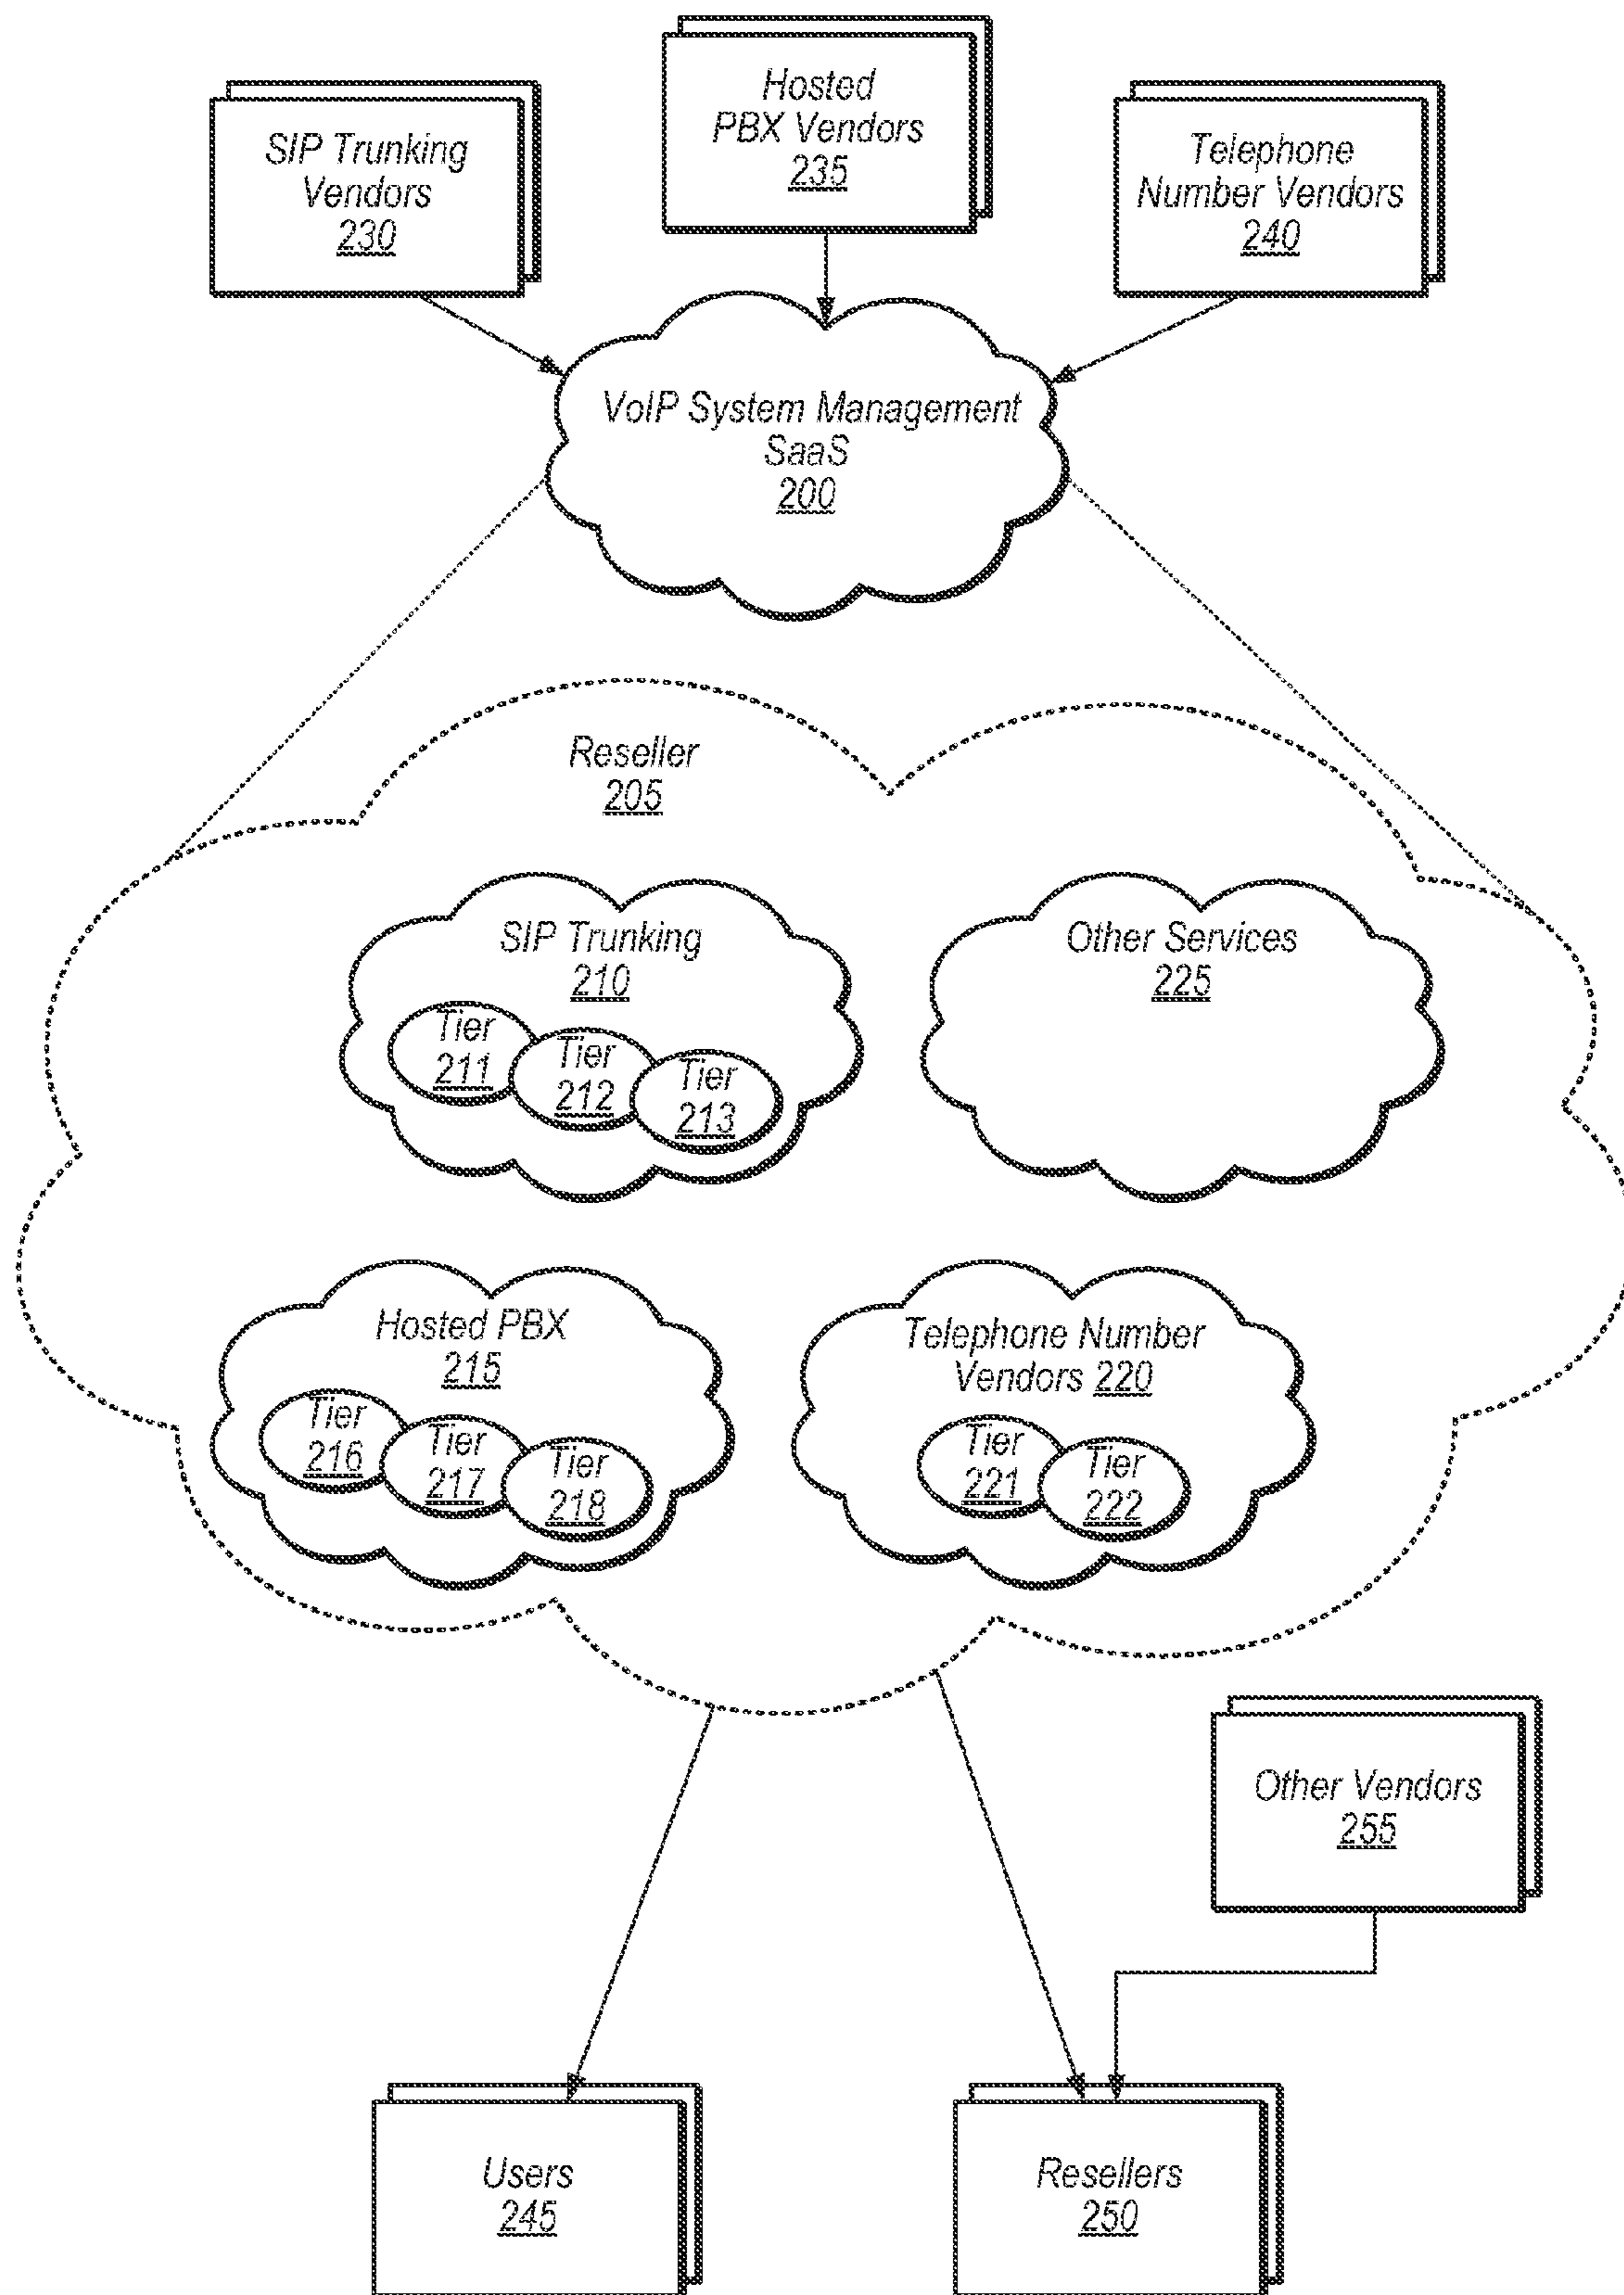 Hosted
PBX Vendors
235
SIP Trunking
Vendors
230
Telephone
Number Vendors
240
VoIP System Management
SaaS
200
Reseller
205
SIP Trunking
210
Tier
211
Tier
212
Tier
213
Other Services
225
Hosted PBX
215
Tier
216
Tier
217
Tier
218
Telephone Number
Vendors 220
Tier
221
Tier
222
Other Vendors
255
Users
245
Resellers
250